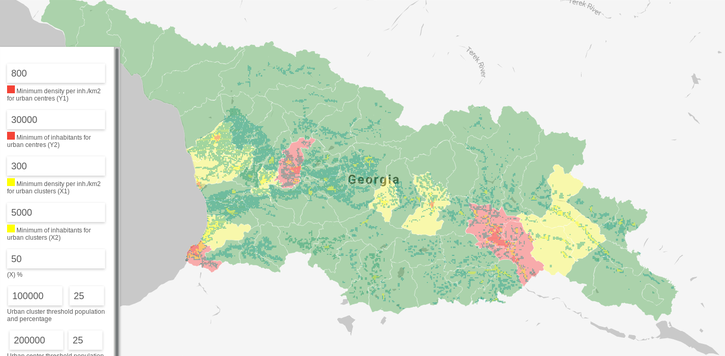 Terek River
Terek River
800
Minimum density per inh./km2
for urban centres (Y1)
30000
Minimum of inhabitants for
urban centres (Y2)
300
Minimum density per inh./km2
for urban clusters (X1)
5000
Minimum of inhabitants for
urban clusters (X2)
50
(X) %
100000 25
Urban cluster threshold population
and percentage
200000 25
Urban center threshold population
Georgia